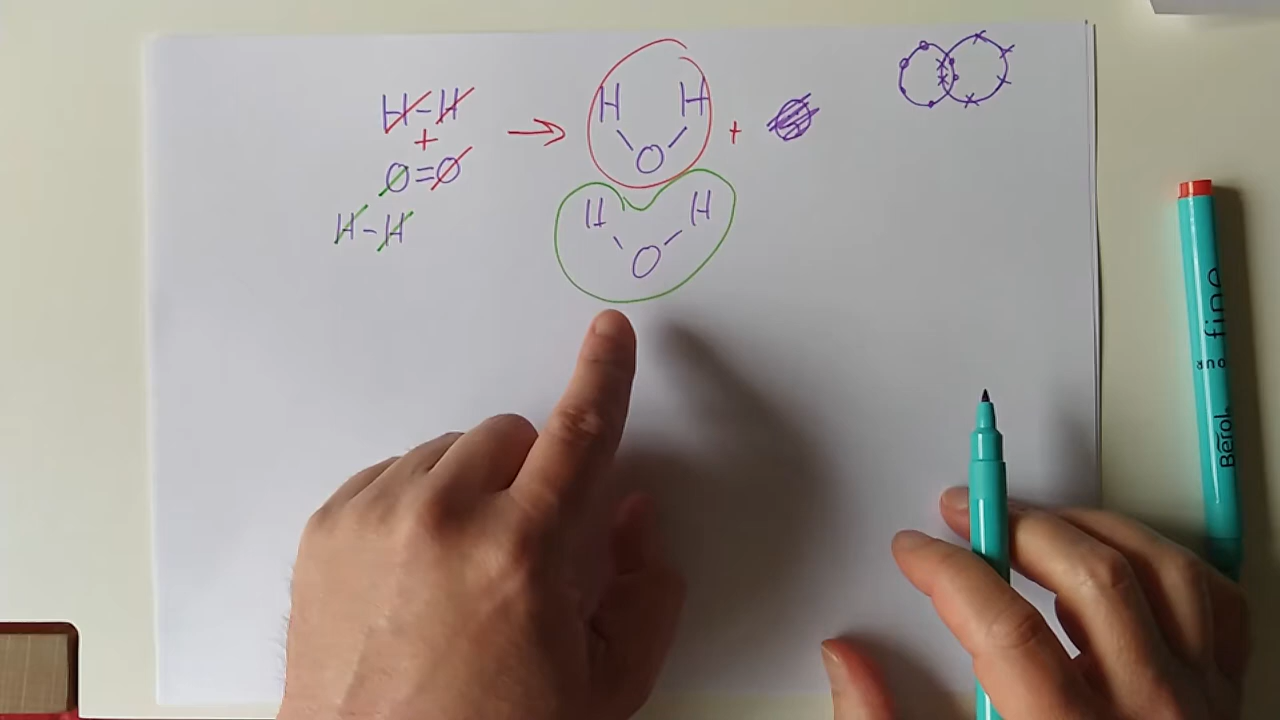 H-H
+
O=O
H-H
→
H H
O
+
H H
O
Berol
fine